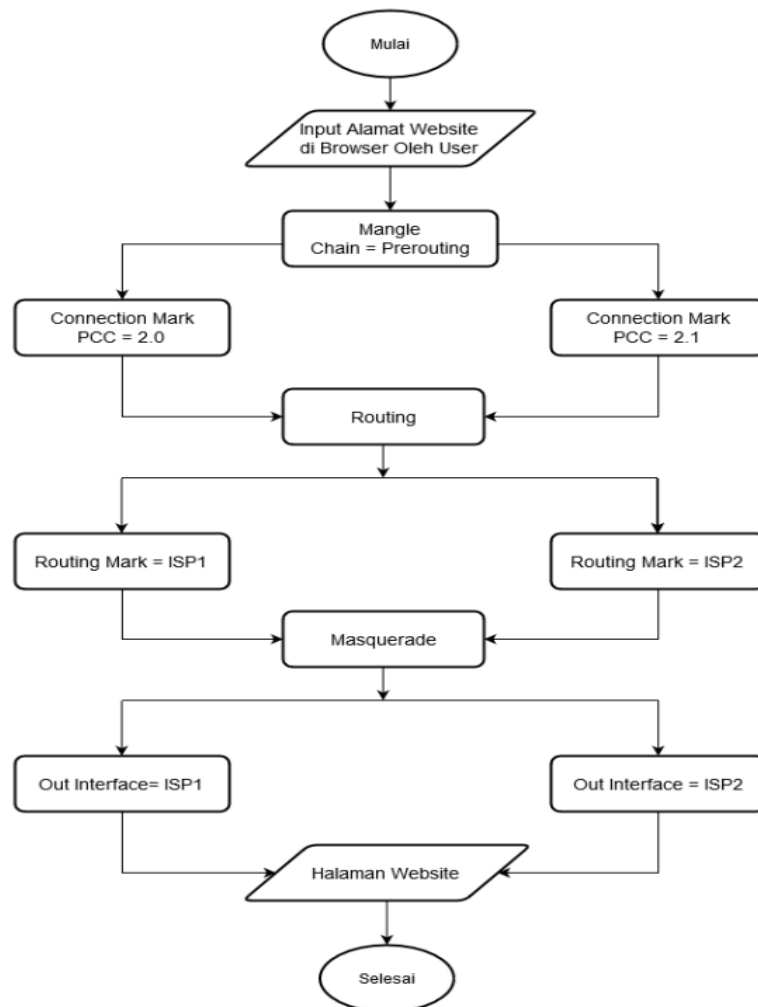 Mulai
Input Alamat Website
di Browser Oleh User
Mangle
Chain = Prerouting
Connection Mark
PCC = 2.0
Connection Mark
PCC = 2.1
Routing
Routing Mark = ISP1
Routing Mark = ISP2
Masquerade
Out Interface= ISP1
Out Interface = ISP2
Halaman Website
Selesai